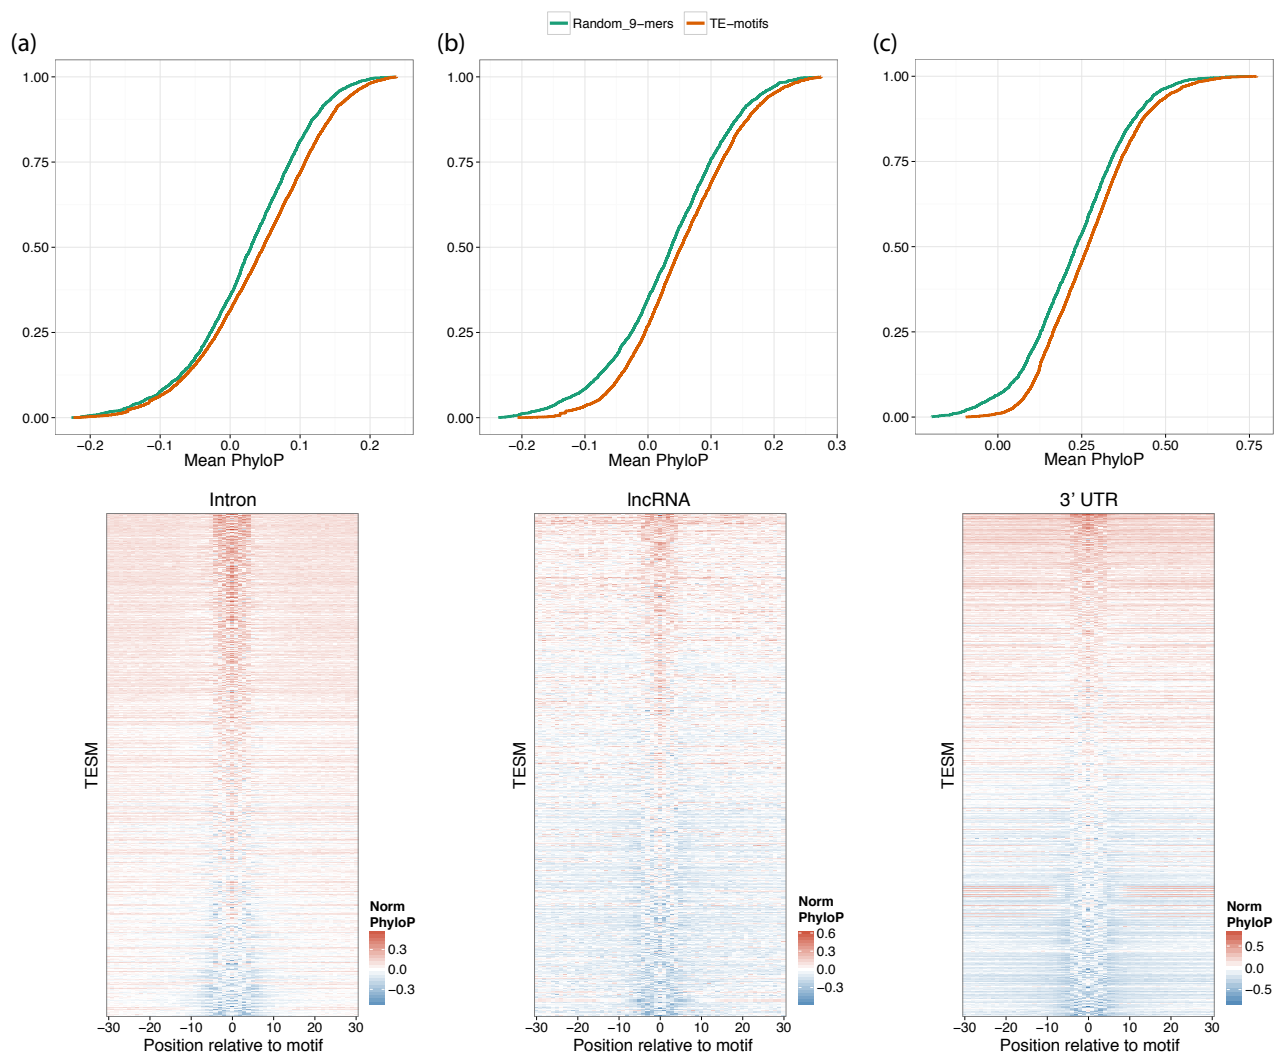 Random_9−mers TE−motifs
(a) (b) (c)
1.00
0.75
0.50
0.25
0.00
−0.2 −0.1 0.0 0.1 0.2
Mean PhyloP
1.00
0.75
0.50
0.25
0.00
−0.2 −0.1 0.0 0.1 0.2 0.3
Mean PhyloP
1.00
0.75
0.50
0.25
0.00
0.00 0.25 0.50 0.75
Mean PhyloP
Intron
TESM
Norm
PhyloP
0.3
0.0
−0.3
−30 −20 −10 0 10 20 30
Position relative to motif
lncRNA
TESM
Norm
PhyloP
0.6
0.3
0.0
−0.3
−30 −20 −10 0 10 20 30
Position relative to motif
3’ UTR
TESM
Norm
PhyloP
0.5
0.0
−0.5
−30 −20 −10 0 10 20 30
Position relative to motif